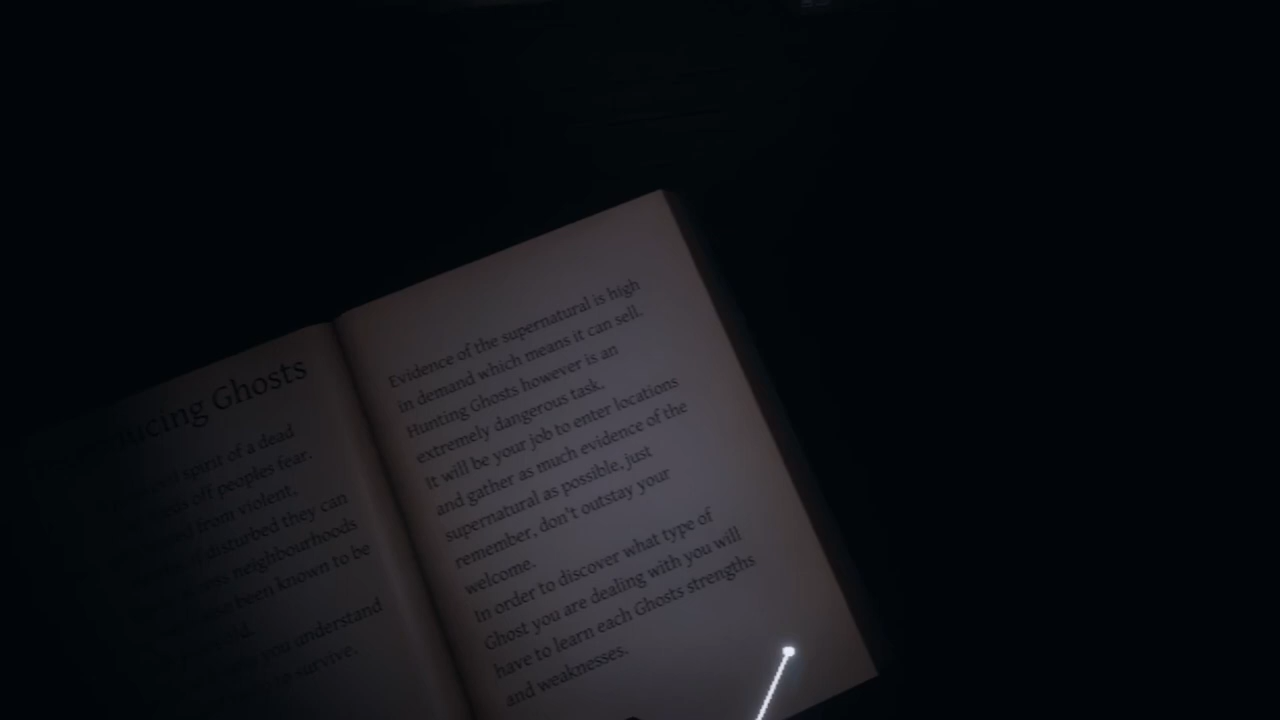 Ghosts
spirit of a dead
off peoples fear.
from violent,
disturbed they can
neighbourhoods
been known to be
you understand
survive.
Evidence of the supernatural is high
in demand which means it can sell.
Hunting Ghosts however is an
extremely dangerous task.
It will be your job to enter locations
and gather as much evidence of the
supernatural as possible, just
remember, don't outstay your
welcome.
In order to discover what type of
Ghost you are dealing with you will
have to learn each Ghosts strengths
and weaknesses.